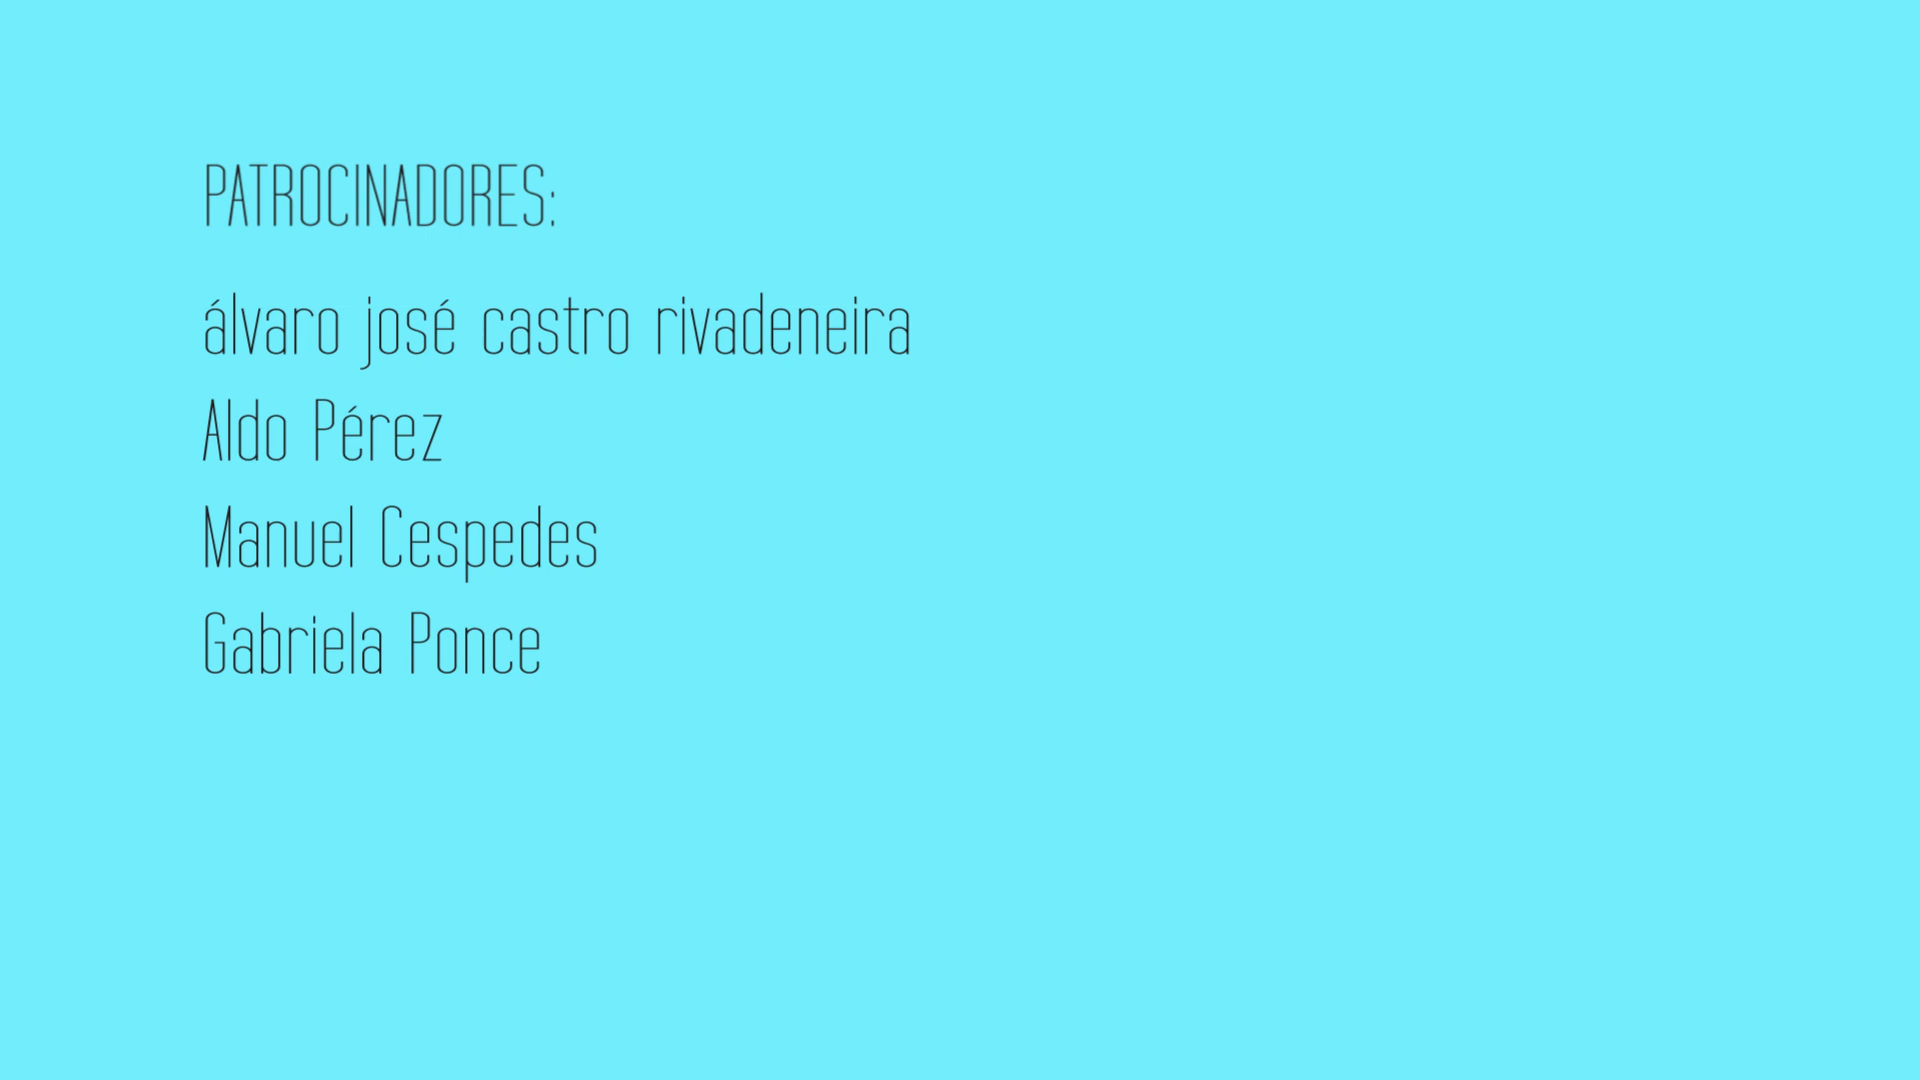 PATROCINADORES:
álvaro josé castro rivadeneira
Aldo Pérez
Manuel Cespedes
Gabriela Ponce